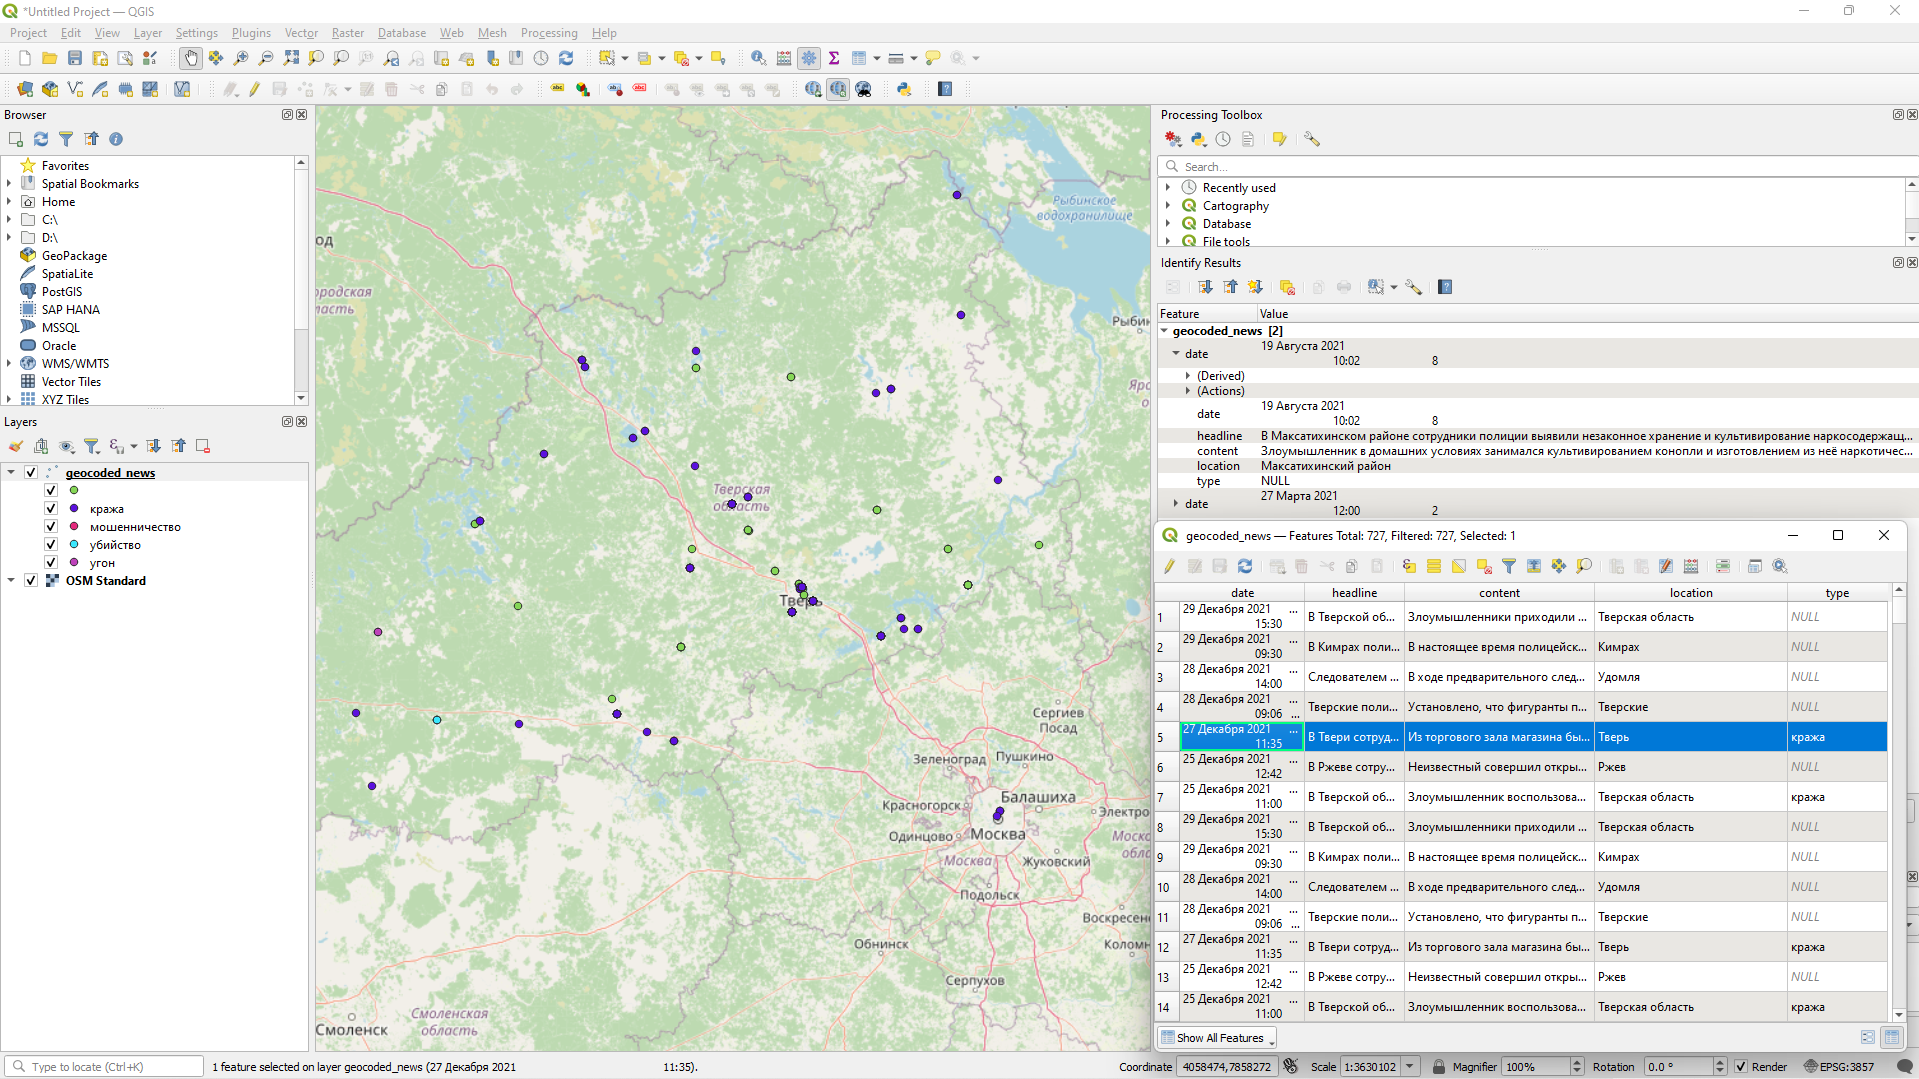 *Untitled Project — QGIS
Project Edit View Layer Settings Plugins Vector Raster Database Web Mesh Processing Help
Browser
Favorites
Spatial Bookmarks
Home
C:\
D:\
GeoPackage
SpatiaLite
PostGIS
SAP HANA
MSSQL
Oracle
WMS/WMTS
Vector Tiles
XYZ Tiles
Layers
geocoded_news
кража
мошенничество
убийство
угон
OSM Standard
Рыбинское
водохранилище
од
ородская
ласть
Рыбин
Яро
о
Тверская
область
Тверь
Сергиев
Посад
Зеленоград
Пушкино
Красногорск
Балашиха
Электро
Одинцово
Москва
Моско
обла
Москва
Жуковский
Подольск
Воскресен
Обнинск
Коломн
Серпухов
Смоленская
область
Смоленск
Processing Toolbox
Search...
Recently used
Cartography
Database
File tools
Identify Results
Feature Value
geocoded_news [2]
date 19 Августа 2021 10:02 8
(Derived)
(Actions)
date 19 Августа 2021 10:02 8
headline В Максатихинском районе сотрудники полиции выявили незаконное хранение и культивирование наркосодержащ...
content Злоумышленник в домашних условиях занимался культивированием конопли и изготовлением из неё наркотичес...
location Максатихинский район
type NULL
date 27 Марта 2021 12:00 2
geocoded_news — Features Total: 727, Filtered: 727, Selected: 1
date headline content location type
1 29 Декабря 2021 ... 15:30 В Тверской об... Злоумышленники приходили ... Тверская область NULL
2 29 Декабря 2021 ... 09:30 В Кимрах поли... В настоящее время полицейск... Кимрах NULL
3 28 Декабря 2021 ... 14:00 Следователем ... В ходе предварительного след... Удомля NULL
4 28 Декабря 2021 ... 09:06 ... Тверские поли... Установлено, что фигуранты п... Тверские NULL
5 27 Декабря 2021 ... 11:35 В Твери сотруд... Из торгового зала магазина бы... Тверь кража
6 25 Декабря 2021 ... 12:42 В Ржеве сотру... Неизвестный совершил откры... Ржев NULL
7 25 Декабря 2021 ... 11:00 В Тверской об... Злоумышленник воспользова... Тверская область кража
8 29 Декабря 2021 ... 15:30 В Тверской об... Злоумышленники приходили ... Тверская область NULL
9 29 Декабря 2021 ... 09:30 В Кимрах поли... В настоящее время полицейск... Кимрах NULL
10 28 Декабря 2021 ... 14:00 Следователем ... В ходе предварительного след... Удомля NULL
11 28 Декабря 2021 ... 09:06 ... Тверские поли... Установлено, что фигуранты п... Тверские NULL
12 27 Декабря 2021 ... 11:35 В Твери сотруд... Из торгового зала магазина бы... Тверь кража
13 25 Декабря 2021 ... 12:42 В Ржеве сотру... Неизвестный совершил откры... Ржев NULL
14 25 Декабря 2021 ... 11:00 В Тверской об... Злоумышленник воспользова... Тверская область кража
Show All Features
Type to locate (Ctrl+K) 1 feature selected on layer geocoded_news (27 Декабря 2021 11:35). Coordinate 4058474,7858272 Scale 1:3630102 Magnifier 100% Rotation 0.0 ° Render EPSG:3857